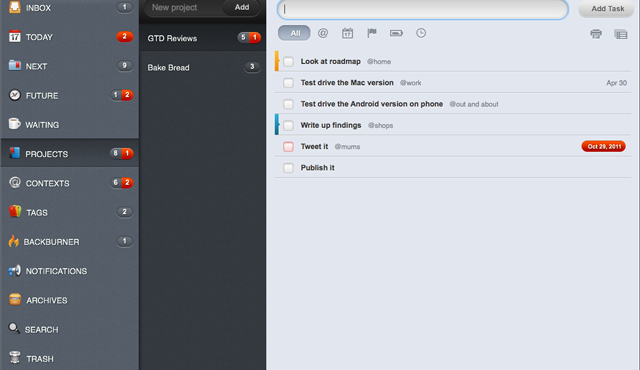 INBOX 1
TODAY 2
NEXT 9
FUTURE 1 2
WAITING
PROJECTS 8 1
CONTEXTS 6 2
TAGS 2
BACKBURNER 1
NOTIFICATIONS
ARCHIVES
SEARCH
TRASH
New project Add
GTD Reviews 5 1
Bake Bread 3
Add Task
All @ 17
Look at roadmap @home
Test drive the Mac version @work Apr 30
Test drive the Android version on phone @out and about
Write up findings @shops
Tweet it @mums Oct 29, 2011
Publish it
17